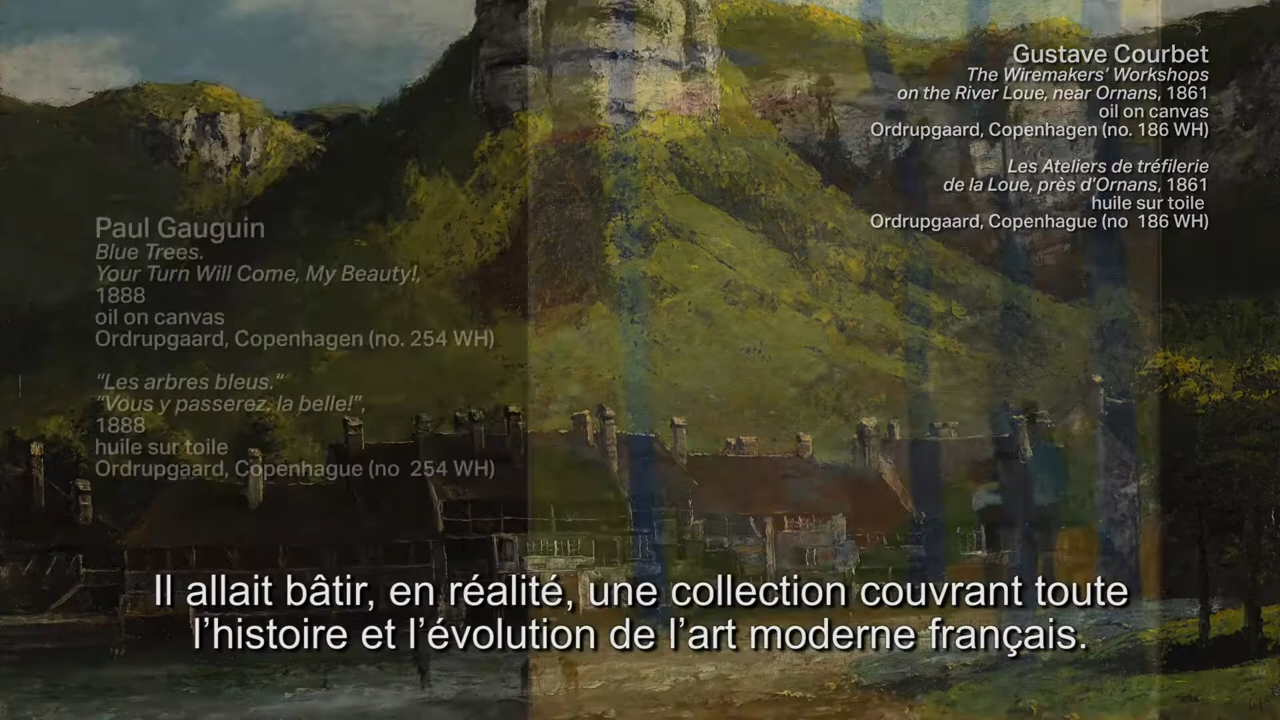 Gustave Courbet
The Wiremakers’ Workshops
on the River Loue, near Ornans, 1861
oil on canvas
Ordrupgaard, Copenhagen (no. 186 WH)
Les Ateliers de tréfilerie
de la Loue, près d’Ornans, 1861
huile sur toile
Ordrupgaard, Copenhague (no 186 WH)
Paul Gauguin
Blue Trees.
Your Turn Will Come, My Beauty!,
1888
oil on canvas
Ordrupgaard, Copenhagen (no. 254 WH)
“Les arbres bleus.“
“Vous y passerez, la belle!”,
1888
huile sur toile
Ordrupgaard, Copenhague (no 254 WH)
Il allait bâtir, en réalité, une collection couvrant toute
l’histoire et l’évolution de l’art moderne français.